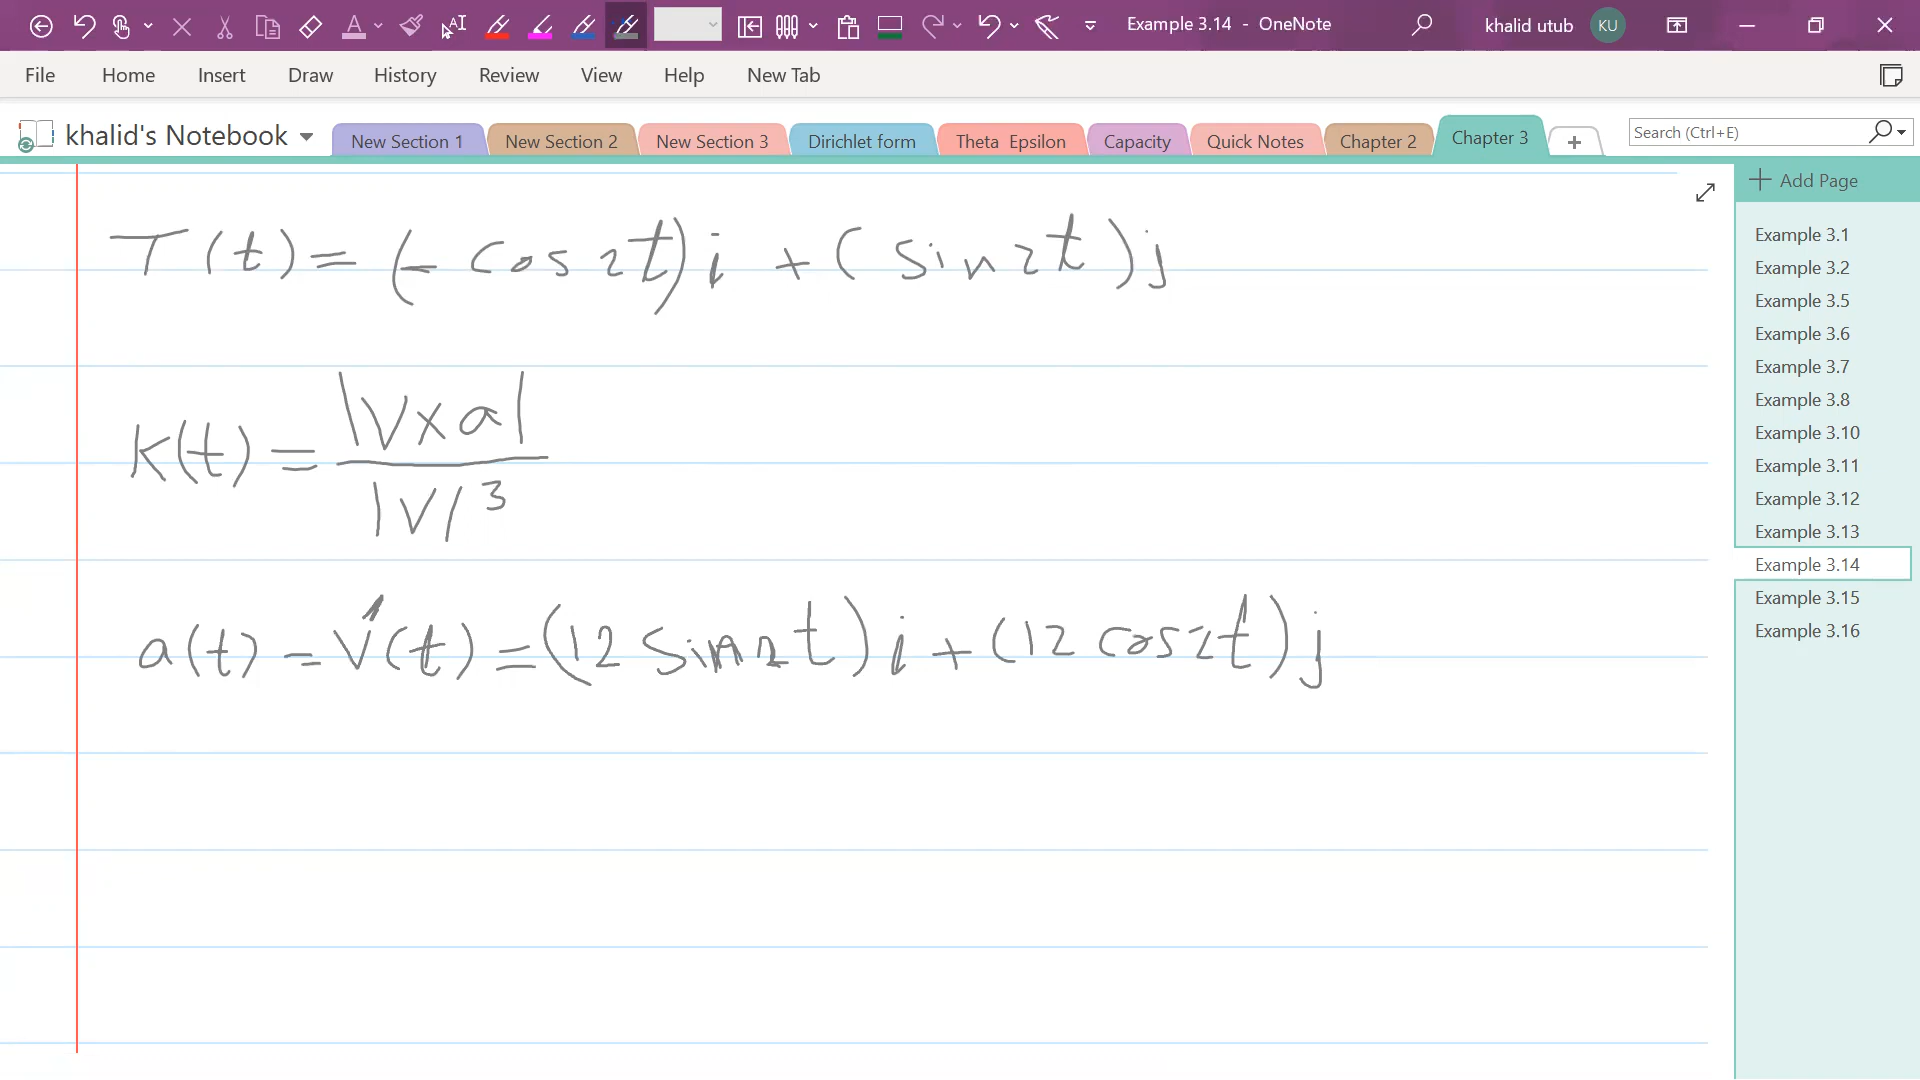 Example 3.14 - OneNote
khalid utub
KU
File Home Insert Draw History Review View Help New Tab
khalid's Notebook
New Section 1 New Section 2 New Section 3 Dirichlet form Theta Epsilon Capacity Quick Notes Chapter 2 Chapter 3
Search (Ctrl+E)
Add Page
T(t) = (- cos 2t) i + (sin 2t) j
K(t) = |V x a| / |V|³
a(t) = V'(t) = (12 sin 2t) i + (12 cos 2t) j
Example 3.1
Example 3.2
Example 3.5
Example 3.6
Example 3.7
Example 3.8
Example 3.10
Example 3.11
Example 3.12
Example 3.13
Example 3.14
Example 3.15
Example 3.16